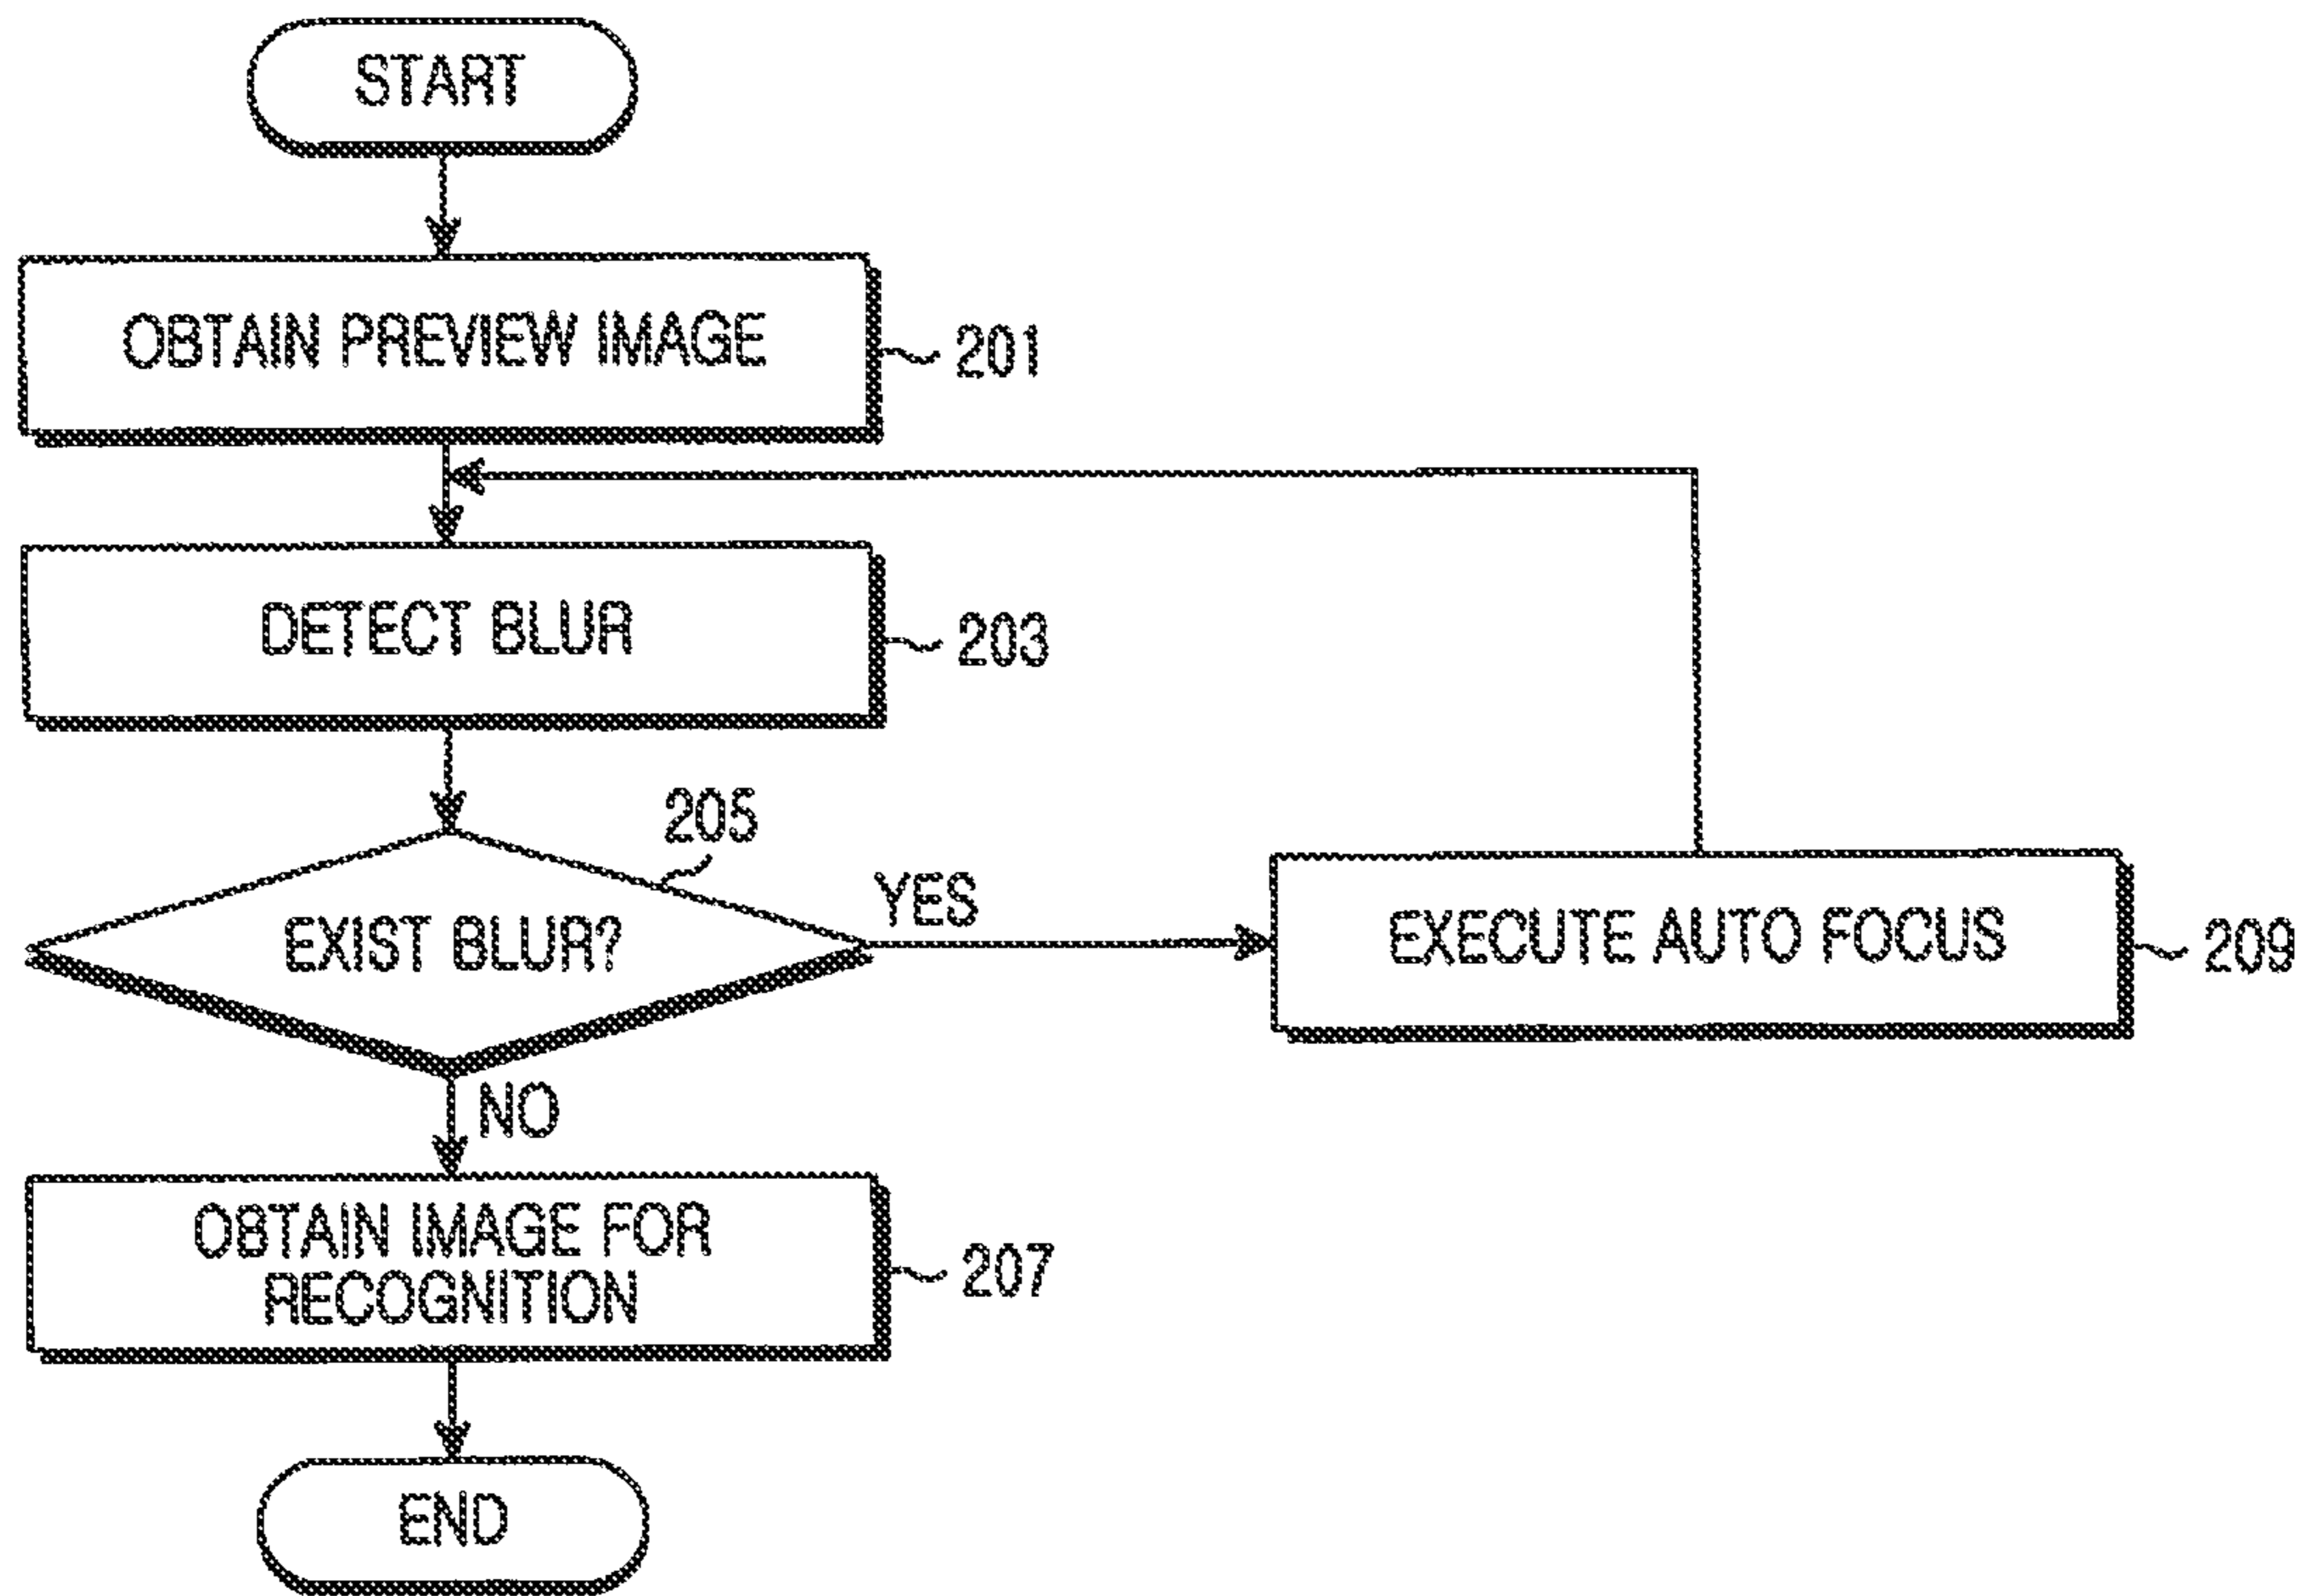 START
OBTAIN PREVIEW IMAGE
201
DETECT BLUR
203
205
EXIST BLUR?
YES
EXECUTE AUTO FOCUS
209
NO
OBTAIN IMAGE FOR
RECOGNITION
207
END